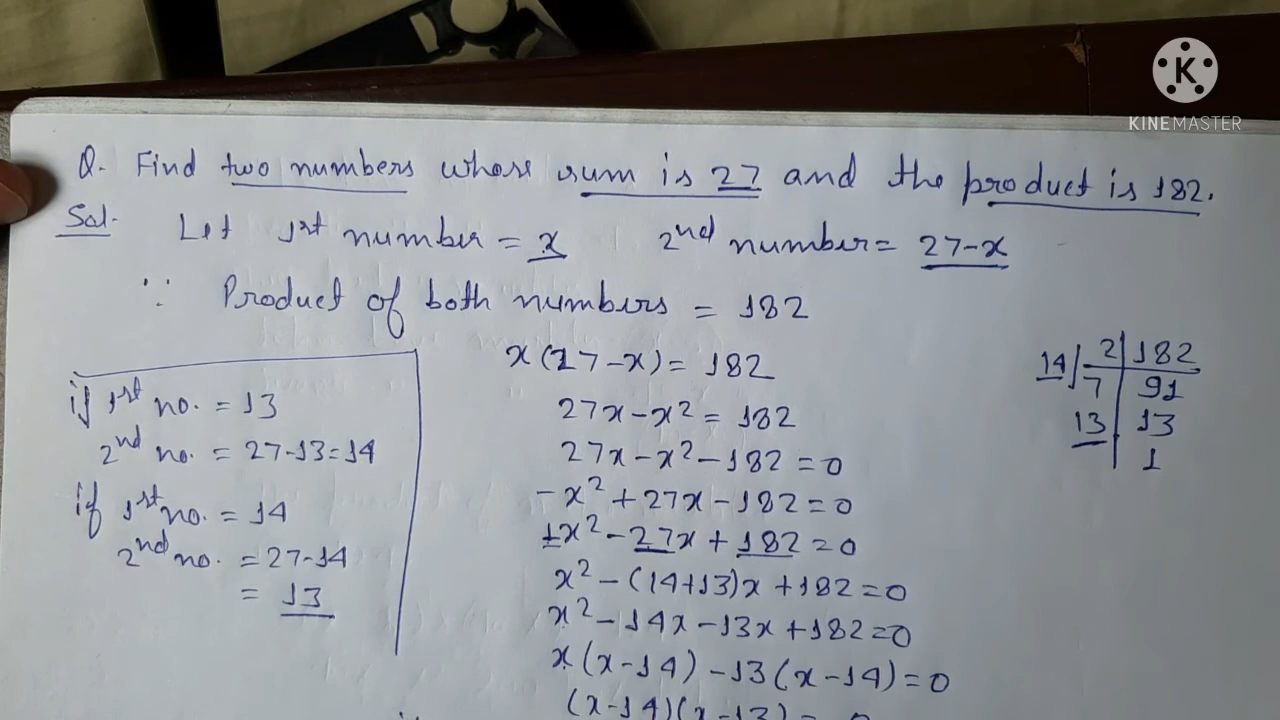 K
KINEMASTER
Q. Find two numbers whose sum is 27 and the product is 182.
Sol. Let 1st number = x 2nd number = 27-x
∵ Product of both numbers = 182
x(27-x) = 182
27x-x² = 182
27x-x²-182 = 0
-x²+27x-182 = 0
+x²-27x+182 = 0
x²-(14+13)x+182 = 0
x²-14x-13x+182 = 0
x(x-14)-13(x-14) = 0
(x-14)(x-13) = 0
if 1st no. = 13
2nd no. = 27-13 = 14
if 1st no. = 14
2nd no. = 27-14
= 13
14 2 182
7 91
13 13
1